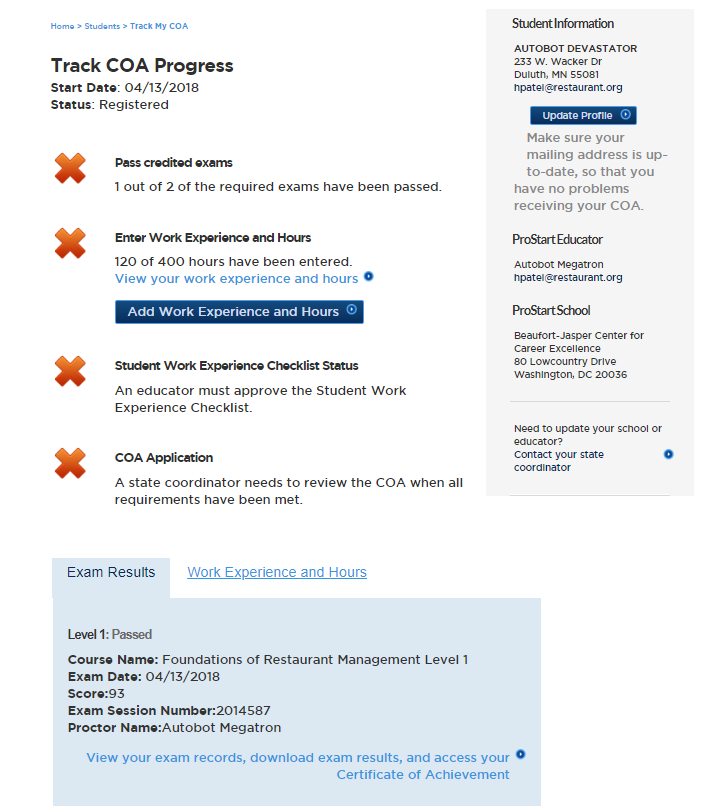 Home > Students > Track My COA
Track COA Progress
Start Date: 04/13/2018
Status: Registered
Pass credited exams
1 out of 2 of the required exams have been passed.
Enter Work Experience and Hours
120 of 400 hours have been entered.
View your work experience and hours
Add Work Experience and Hours
Student Work Experience Checklist Status
An educator must approve the Student Work
Experience Checklist.
COA Application
A state coordinator needs to review the COA when all
requirements have been met.
Student Information
AUTOBOT DEVASTATOR
233 W. Wacker Dr
Duluth, MN 55081
hpatel@restaurant.org
Update Profile
Make sure your
mailing address is up-
to-date, so that you
have no problems
receiving your COA.
ProStart Educator
Autobot Megatron
hpatel@restaurant.org
ProStart School
Beaufort-Jasper Center for
Career Excellence
80 Lowcountry Drive
Washington, DC 20036
Need to update your school or
educator?
Contact your state
coordinator
Exam Results
Work Experience and Hours
Level 1: Passed
Course Name: Foundations of Restaurant Management Level 1
Exam Date: 04/13/2018
Score:93
Exam Session Number:2014587
Proctor Name:Autobot Megatron
View your exam records, download exam results, and access your
Certificate of Achievement